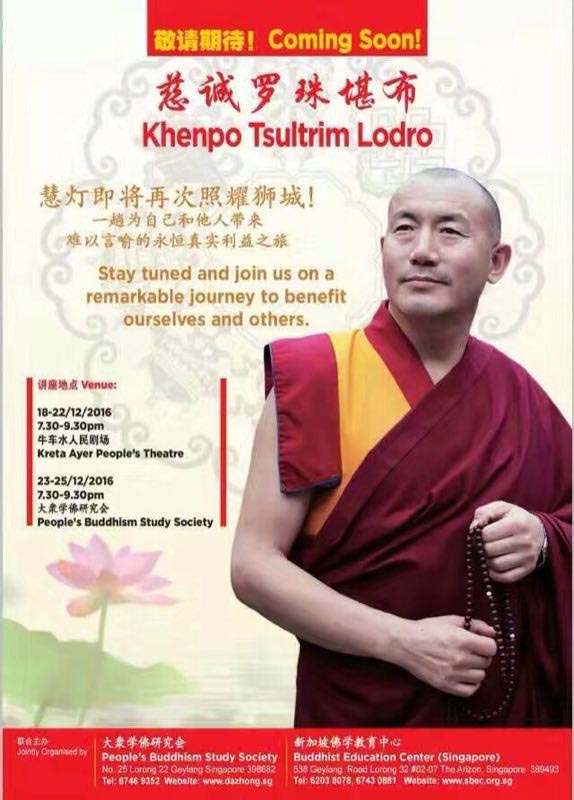 敬请期待! Coming Soon!
慈诚罗珠堪布
Khenpo Tsultrim Lodro
慧灯即将再次照耀狮城!
一趟为自己和他人带来
难以言喻的永恒真实利益之旅
Stay tuned and join us on a
remarkable journey to benefit
ourselves and others.
讲座地点 Venue:
18-22/12/2016
7.30-9.30pm
牛车水人民剧场
Kreta Ayer People's Theatre
23-25/12/2016
7.30-9.30pm
大众学佛研究会
People's Buddhism Study Society
联合主办
Jointly Organised by
大众学佛研究会
People's Buddhism Study Society
No. 25 Lorong 22 Geylang Singapore 398682
Tel: 6746 9352 Website: www.dazhong.sg
新加坡佛学教育中心
Buddhist Education Center (Singapore)
538 Geylang Road Lorong 32 #02-07 The Arizon. Singapore 389493
Tel: 6203 8078, 6743 0881 Website: www.sbec.org.sg